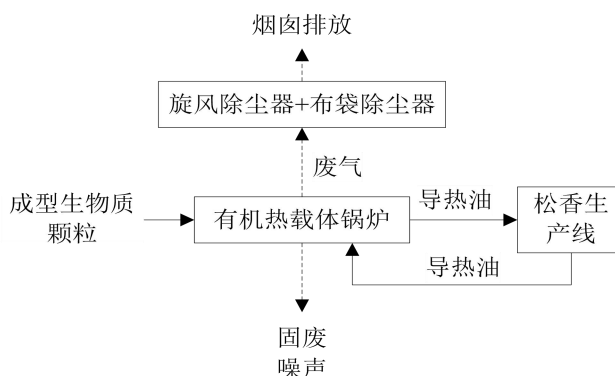 烟囱排放
旋风除尘器+布袋除尘器
废气
成型生物质
颗粒
有机热载体锅炉
导热油
松香生
产线
导热油
固废
噪声